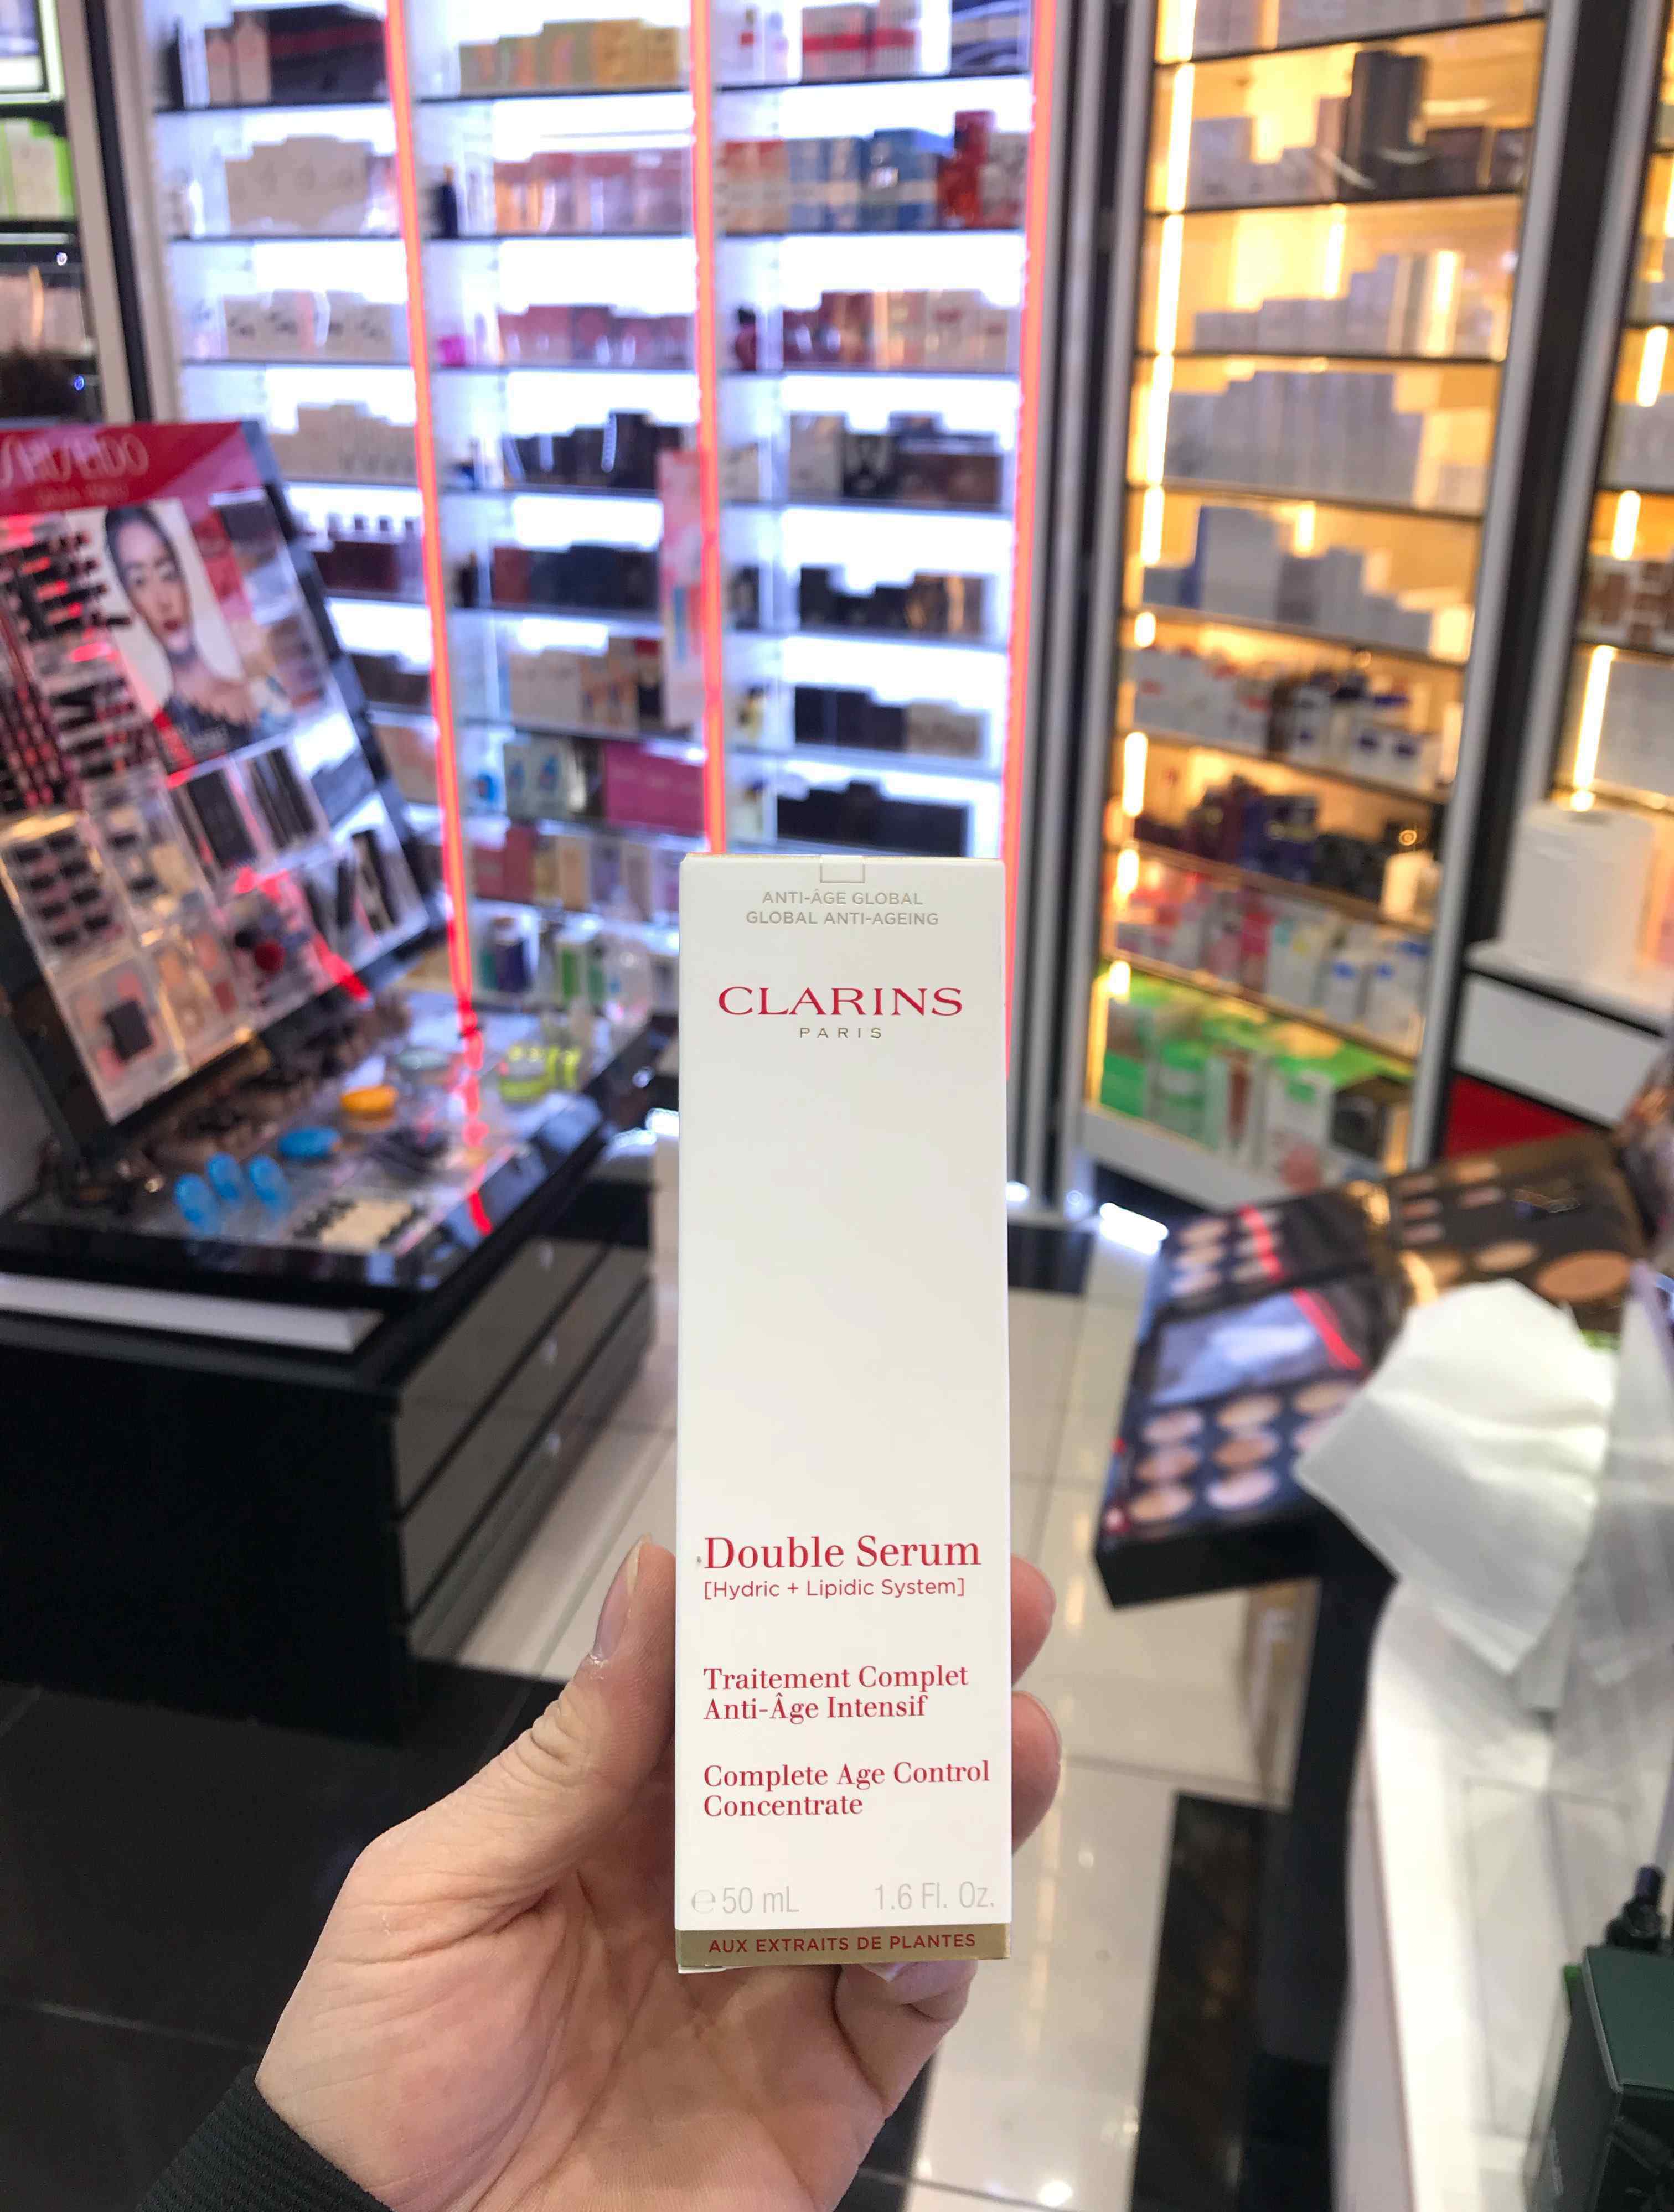 SHISEIDO
ANTI-ÂGE GLOBAL
GLOBAL ANTI-AGEING
CLARINS
PARIS
Double Serum
[Hydric + Lipidic System]
Traitement Complet
Anti-Âge Intensif
Complete Age Control
Concentrate
℮ 50 mL 1.6 Fl. Oz.
AUX EXTRAITS DE PLANTES